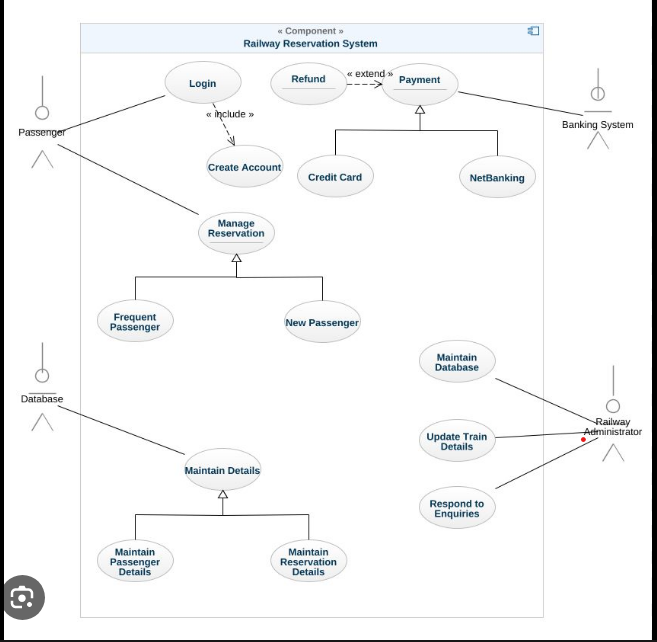 « Component »
Railway Reservation System
Login
Refund
« extend »
Payment
« include »
Passenger
Banking System
Create Account
Credit Card
NetBanking
Manage
Reservation
Frequent
Passenger
New Passenger
Maintain
Database
Database
Railway
Administrator
Update Train
Details
Maintain Details
Respond to
Enquiries
Maintain
Passenger
Details
Maintain
Reservation
Details